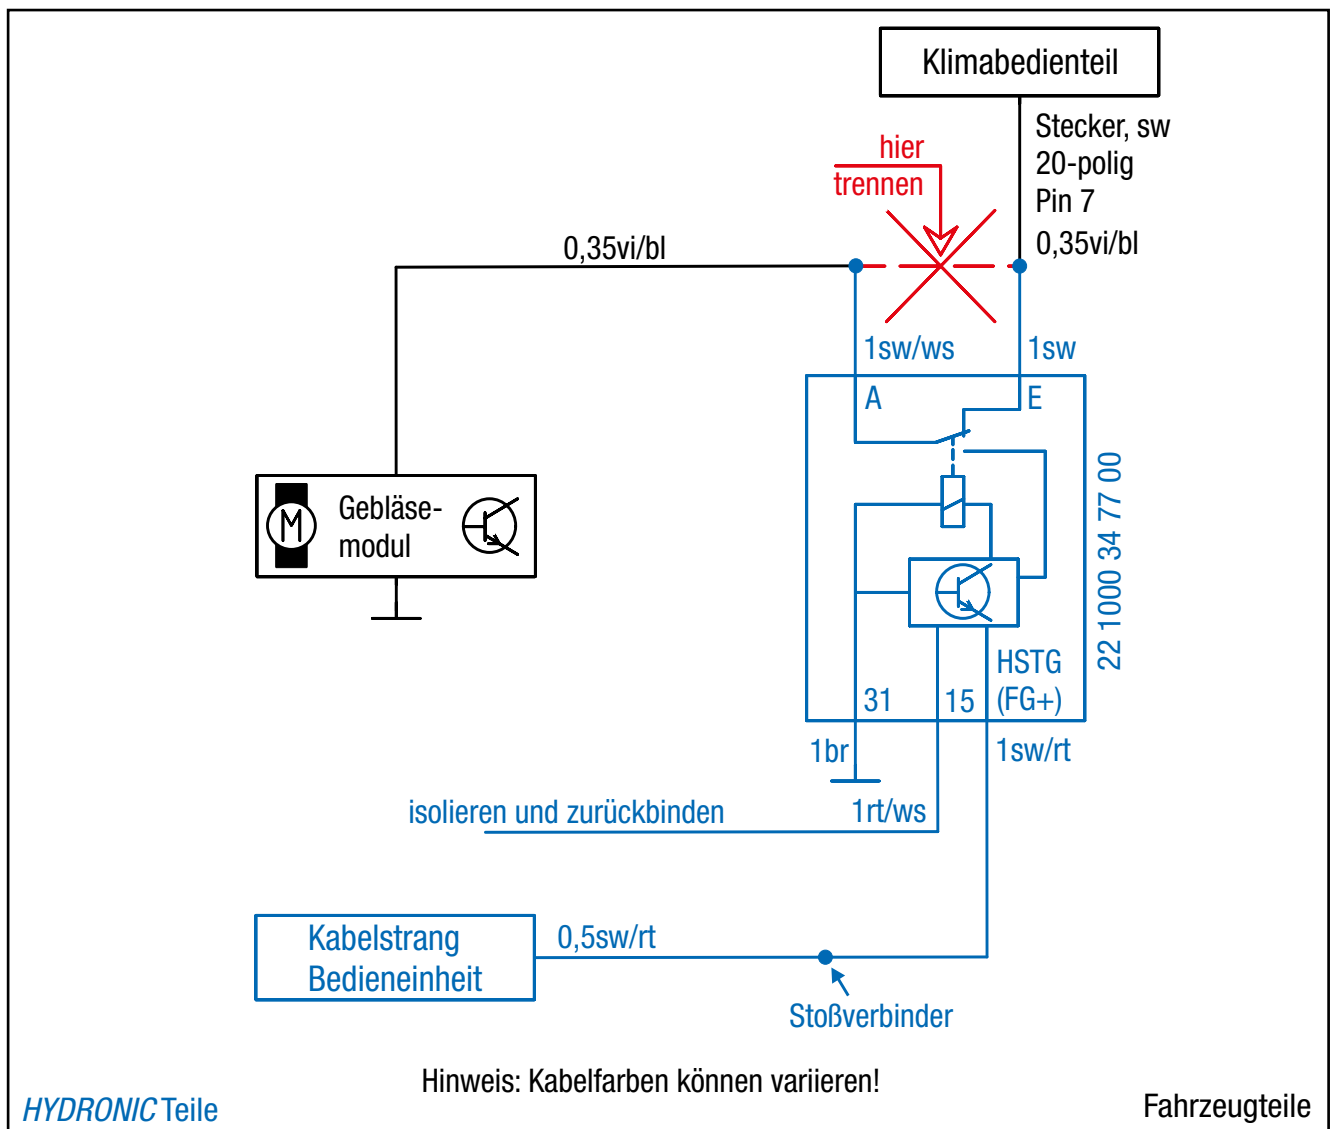 Klimabedienteil
Stecker, sw
20-polig
Pin 7
0,35vi/bl
hier
trennen
0,35vi/bl
1sw/ws
1sw
A
E
M
Gebläse-
modul
22 1000 34 77 00
HSTG
(FG+)
31
15
1br
1sw/rt
isolieren und zurückbinden
1rt/ws
Kabelstrang
Bedieneinheit
0,5sw/rt
Stoßverbinder
Hinweis: Kabelfarben können variieren!
HYDRONIC Teile
Fahrzeugteile